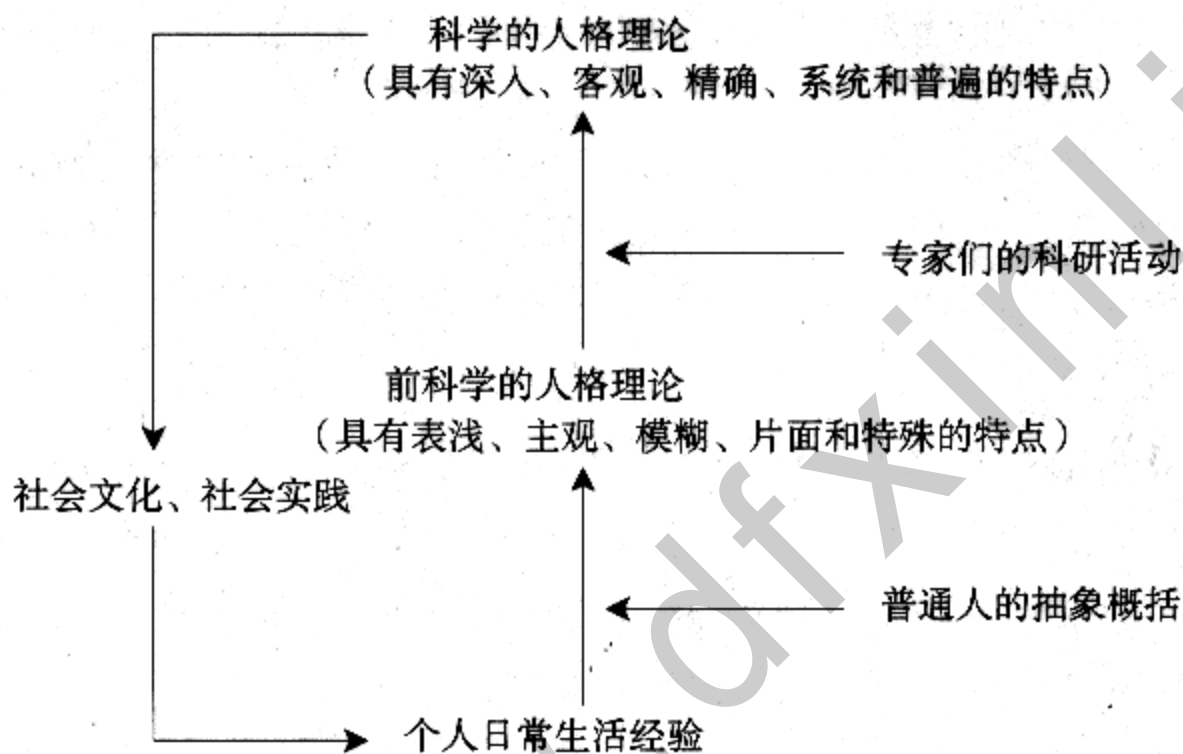 科学的人格理论
（具有深人、客观、精确、系统和普遍的特点）
专家们的科研活动
前科学的人格理论
（具有表浅、主观、模糊、片面和特殊的特点）
社会文化、社会实践
普通人的抽象概括
个人日常生活经验
dfxinli